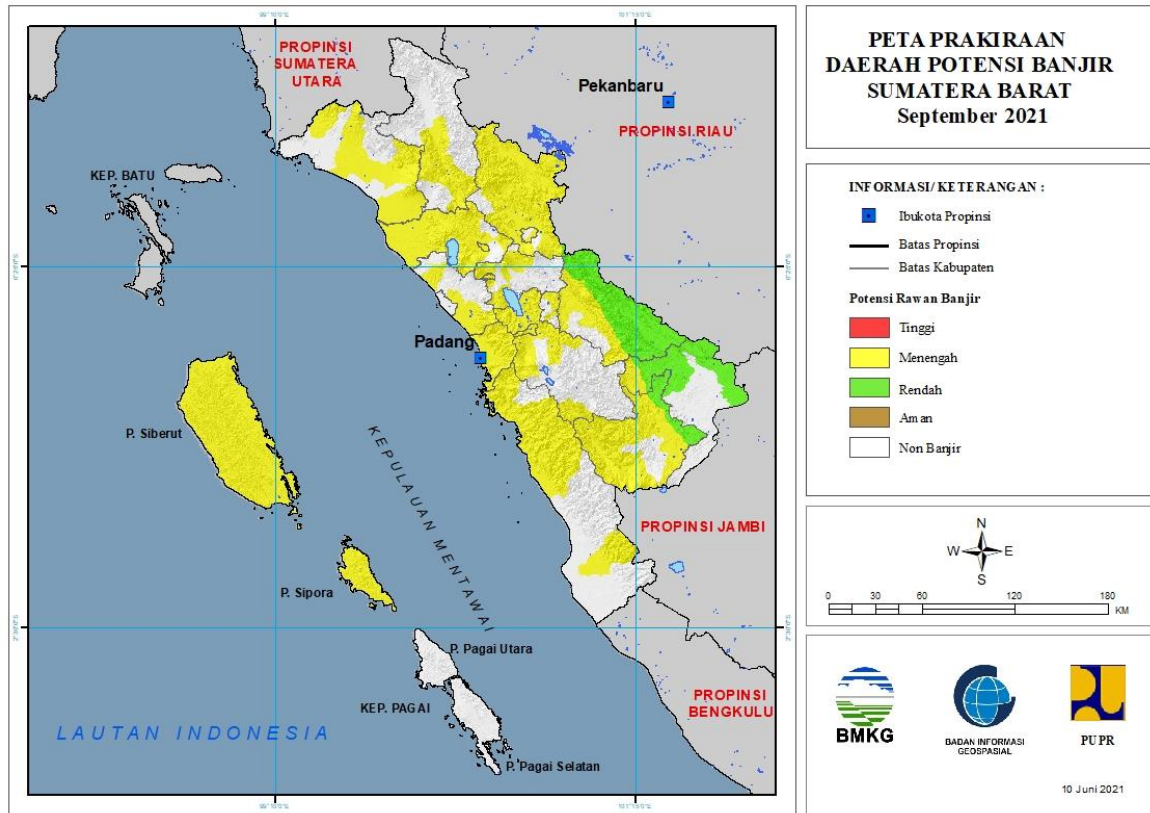 PETA PRAKIRAAN
DAERAH POTENSI BANJIR
SUMATERA BARAT
September 2021
INFORMASI/ KETERANGAN :
Ibukota Propinsi
Batas Propinsi
Batas Kabupaten
Potensi Rawan Banjir
Tinggi
Menengah
Rendah
Aman
Non Banjir
N
W E
S
0 30 60 120 180
KM
BMKG
BADAN INFORMASI
GEOSPASIAL
PUPR
10 Juni 2021
PROPINSI
SUMATERA
UTARA
Pekanbaru
PROPINSI RIAU
KEP. BATU
Padang
P. Siberut
KEPULAUAN MENTAWAI
PROPINSI JAMBI
P. Sipora
P. Pagai Utara
KEP. PAGAI
PROPINSI
BENGKULU
LAUTAN INDONESIA
P. Pagai Selatan